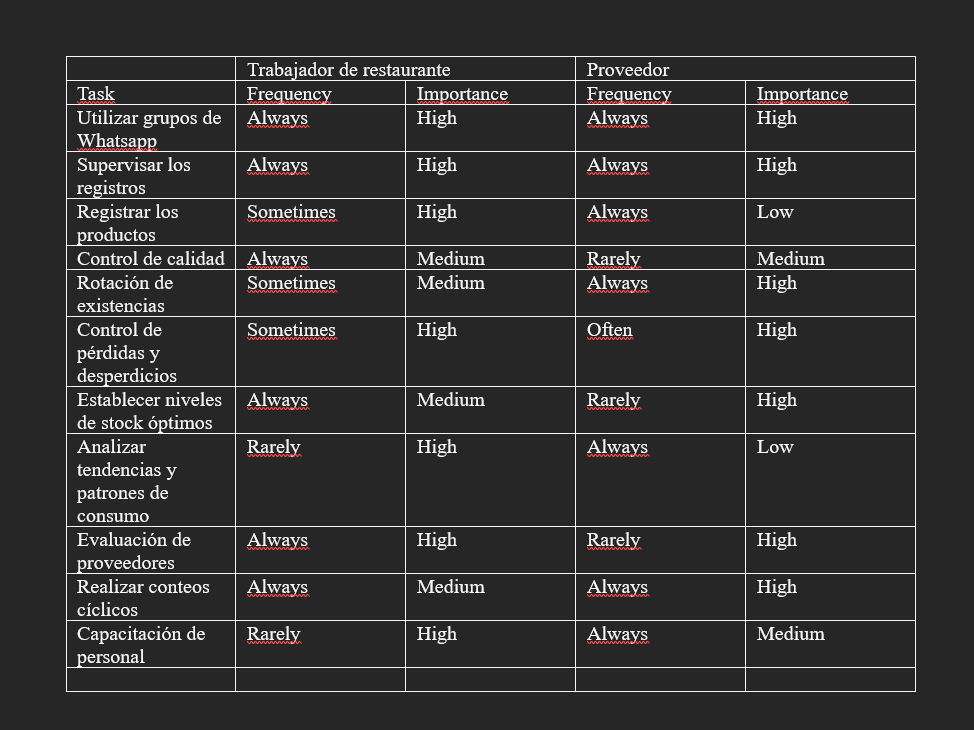 Trabajador de restaurante Proveedor
Task Frequency Importance Frequency Importance
Utilizar grupos de Always High Always High
Whatsapp
Supervisar los Always High Always High
registros
Registrar los Sometimes High Always Low
productos
Control de calidad Always Medium Rarely Medium
Rotación de Sometimes Medium Always High
existencias
Control de Sometimes High Often High
pérdidas y
desperdicios
Establecer niveles Always Medium Rarely High
de stock óptimos
Analizar Rarely High Always Low
tendencias y
patrones de
consumo
Evaluación de Always High Rarely High
proveedores
Realizar conteos Always Medium Always High
cíclicos
Capacitación de Rarely High Always Medium
personal